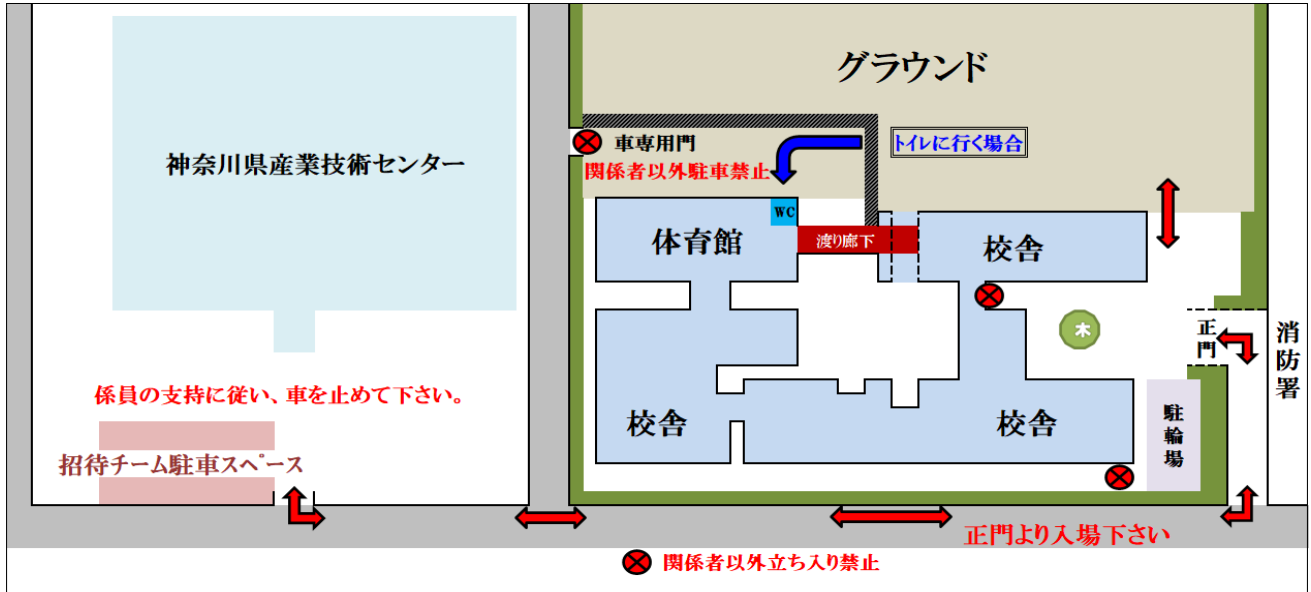 グラウンド
神奈川県産業技術センター
車専用門
トイレに行く場合
関係者以外駐車禁止
WC
体育館
渡り廊下
校舎
木
正門
消防署
係員の支持に従い、車を止めて下さい。
招待チーム駐車スペース
校舎
校舎
駐輪場
正門より入場下さい
関係者以外立ち入り禁止